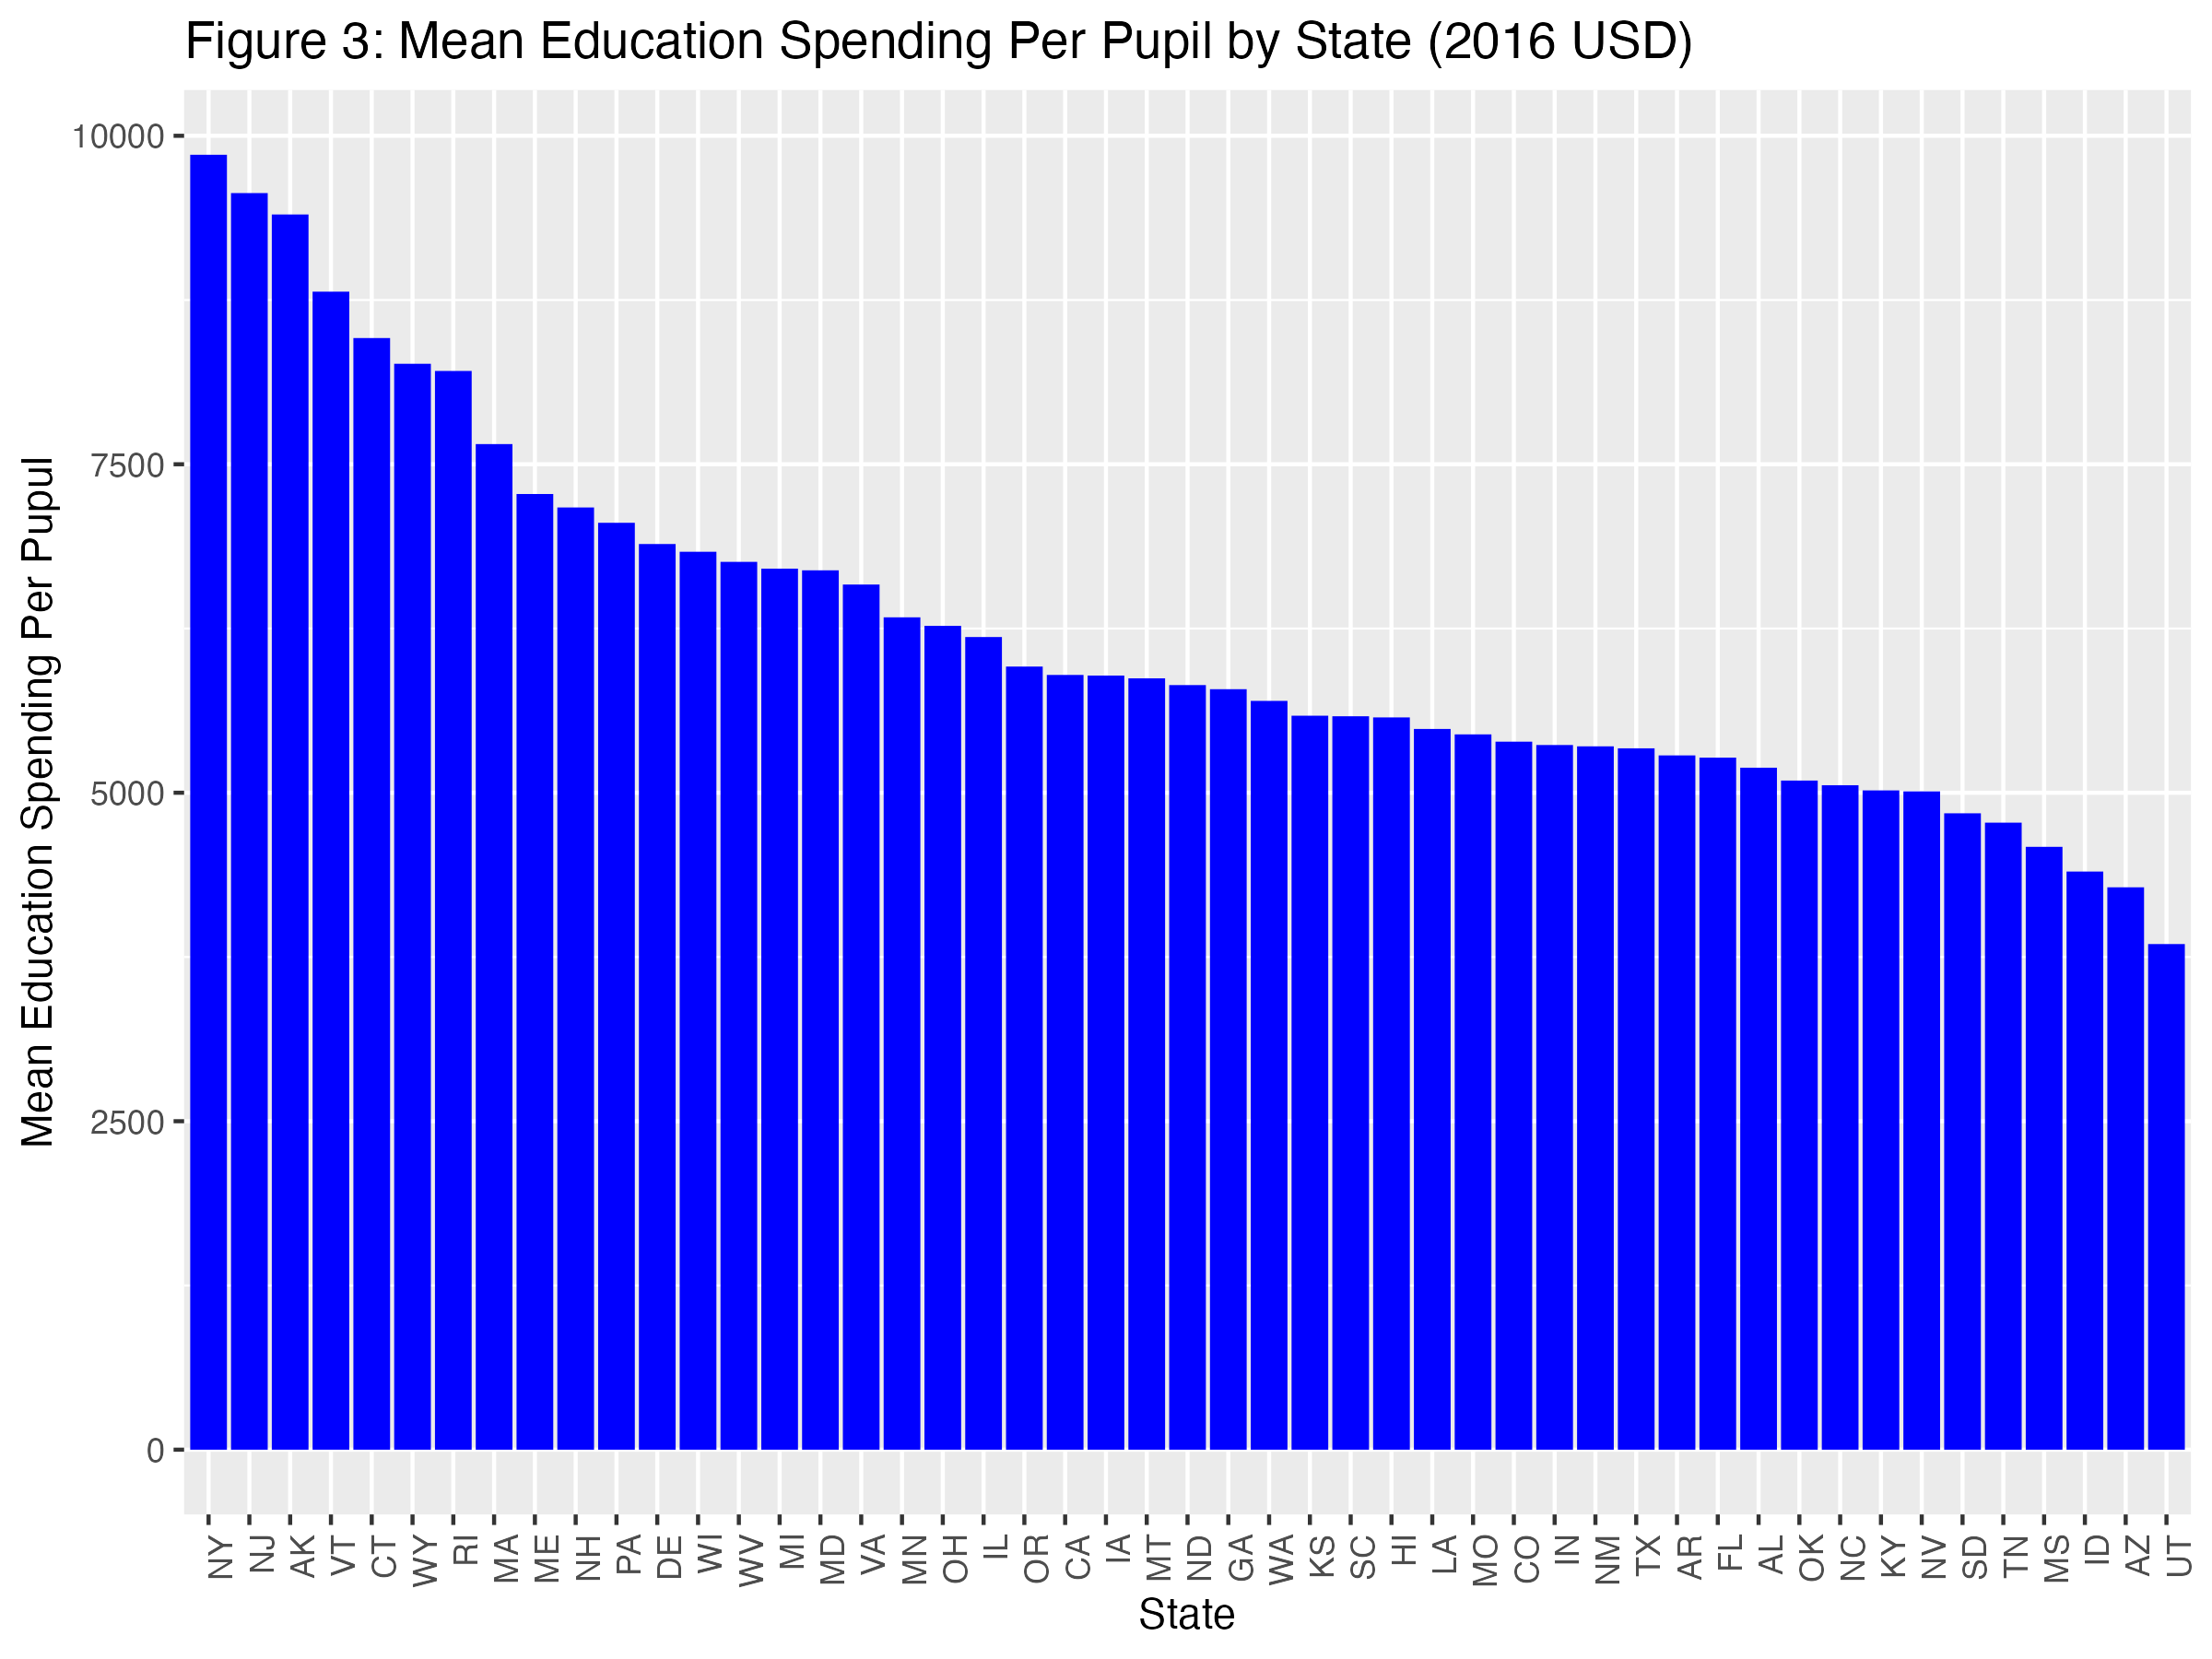 Figure 3: Mean Education Spending Per Pupil by State (2016 USD)
Mean Education Spending Per Pupul
10000
7500
5000
2500
0
NY
NJ
AK
VT
CT
WY
RI
MA
ME
NH
PA
DE
WI
WV
MI
MD
VA
MN
OH
IL
OR
CA
IA
MT
ND
GA
WA
KS
SC
HI
LA
MO
CO
IN
NM
TX
AR
FL
AL
OK
NC
KY
NV
SD
TN
MS
ID
AZ
UT
State